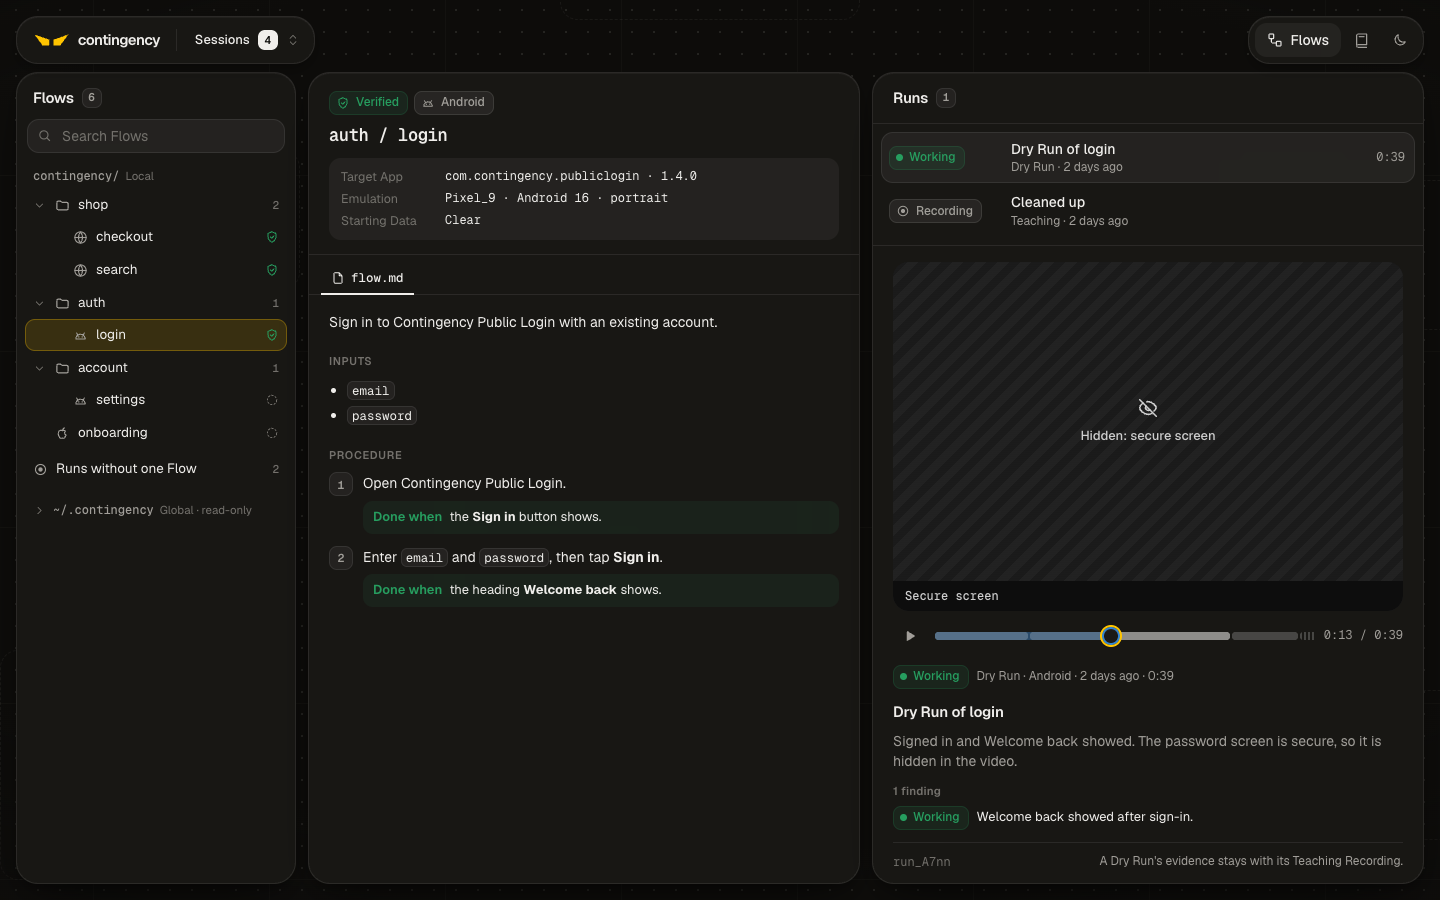 contingency
Sessions 4
Flows
Flows 6
Search Flows
contingency/ Local
shop 2
checkout
search
auth 1
login
account 1
settings
onboarding
Runs without one Flow 2
~/.contingency Global · read-only
Verified Android
auth / login
Target App com.contingency.publiclogin · 1.4.0
Emulation Pixel_9 · Android 16 · portrait
Starting Data Clear
flow.md
Sign in to Contingency Public Login with an existing account.
INPUTS
email
password
PROCEDURE
1 Open Contingency Public Login.
Done when the Sign in button shows.
2 Enter email and password, then tap Sign in.
Done when the heading Welcome back shows.
Runs 1
Working Dry Run of login 0:39
Dry Run · 2 days ago
Recording Cleaned up
Teaching · 2 days ago
Hidden: secure screen
Secure screen
0:13 / 0:39
Working Dry Run · Android · 2 days ago · 0:39
Dry Run of login
Signed in and Welcome back showed. The password screen is secure, so it is
hidden in the video.
1 finding
Working Welcome back showed after sign-in.
run_A7nn A Dry Run's evidence stays with its Teaching Recording.